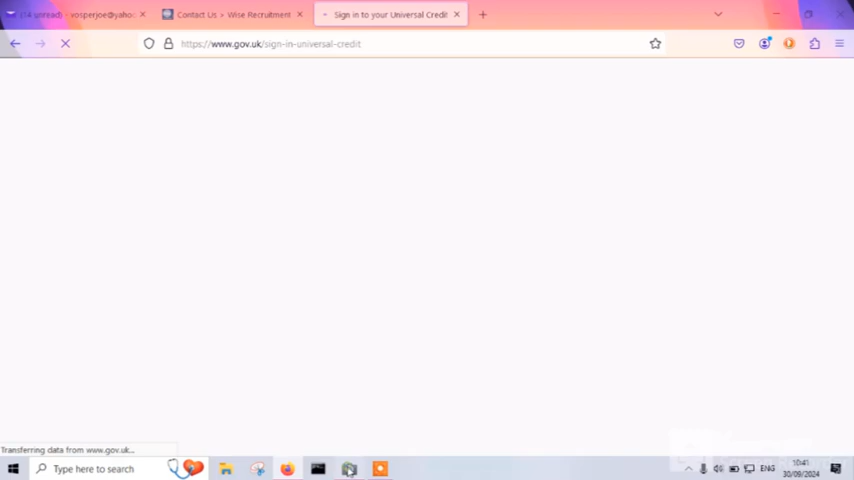 (14 unread) - vosperjoe@yaho
Contact Us > Wise Recruitment
Sign in to your Universal Credit
https://www.gov.uk/sign-in-universal-credit
Transferring data from www.gov.uk...
Type here to search
ENG
10:41
30/09/2024